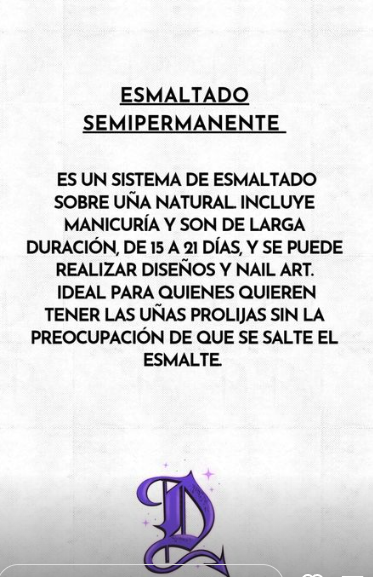 ESMALTADO
SEMIPERMANENTE
ES UN SISTEMA DE ESMALTADO
SOBRE UÑA NATURAL. INCLUYE
MANICURÍA Y SON DE LARGA
DURACIÓN, DE 15 A 21 DÍAS, Y SE PUEDE
REALIZAR DISEÑOS Y NAIL ART.
IDEAL PARA QUIENES QUIEREN
TENER LAS UÑAS PROLIJAS SIN LA
PREOCUPACIÓN DE QUE SE SALTE EL
ESMALTE.
D